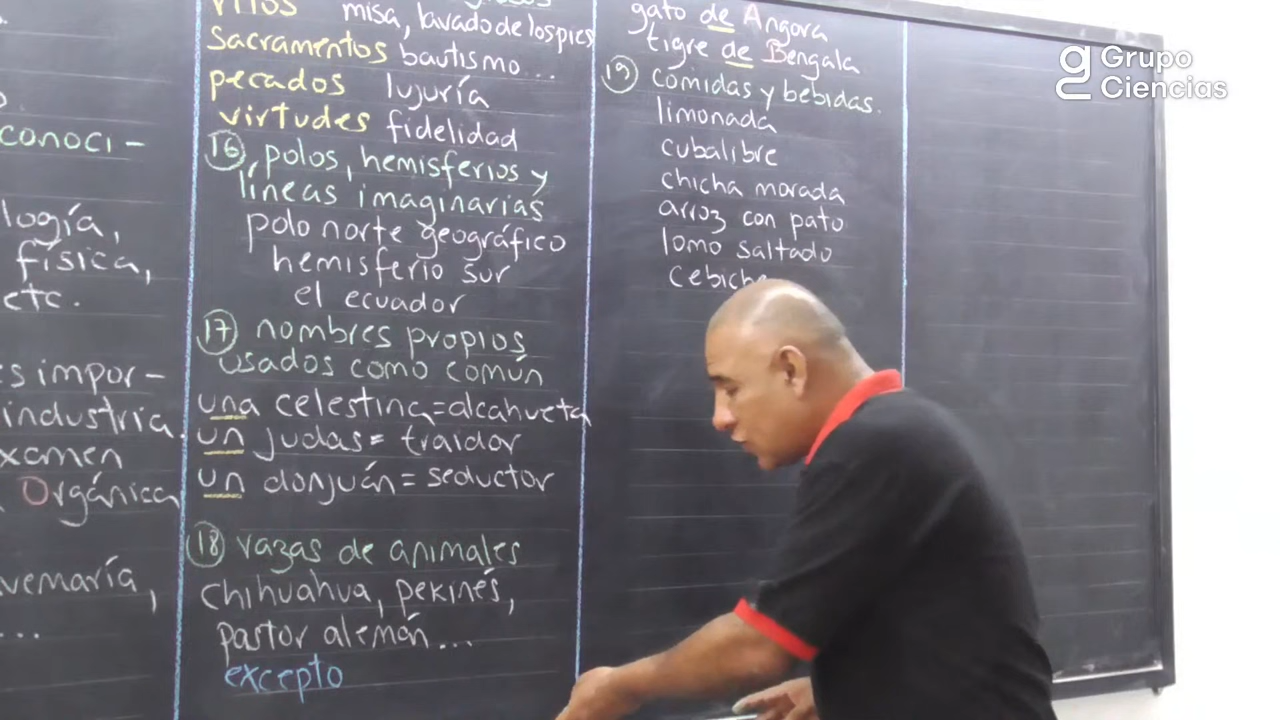 conoci-
logía,
física,
etc.
s impor-
industria.
xamen
Orgánica
vemaría,
...
ritos misa, lavado de los pies
Sacramentos bautismo...
pecados lujuría
virtudes fidelidad
16 polos, hemisferios y
líneas imaginarias
polo norte geográfico
hemisferio sur
el ecuador
17 nombres propios
usados como común
una celestina=alcahueta
un judas= traidor
un donjuán= seductor
18 razas de animales
chihuahua, pekinés,
pastor alemán...
excepto
gato de Angora
tigre de Bengala
19 comidas y bebidas.
limonada
cubalibre
chicha morada
arroz con pato
lomo saltado
cebiche
Grupo
Ciencias